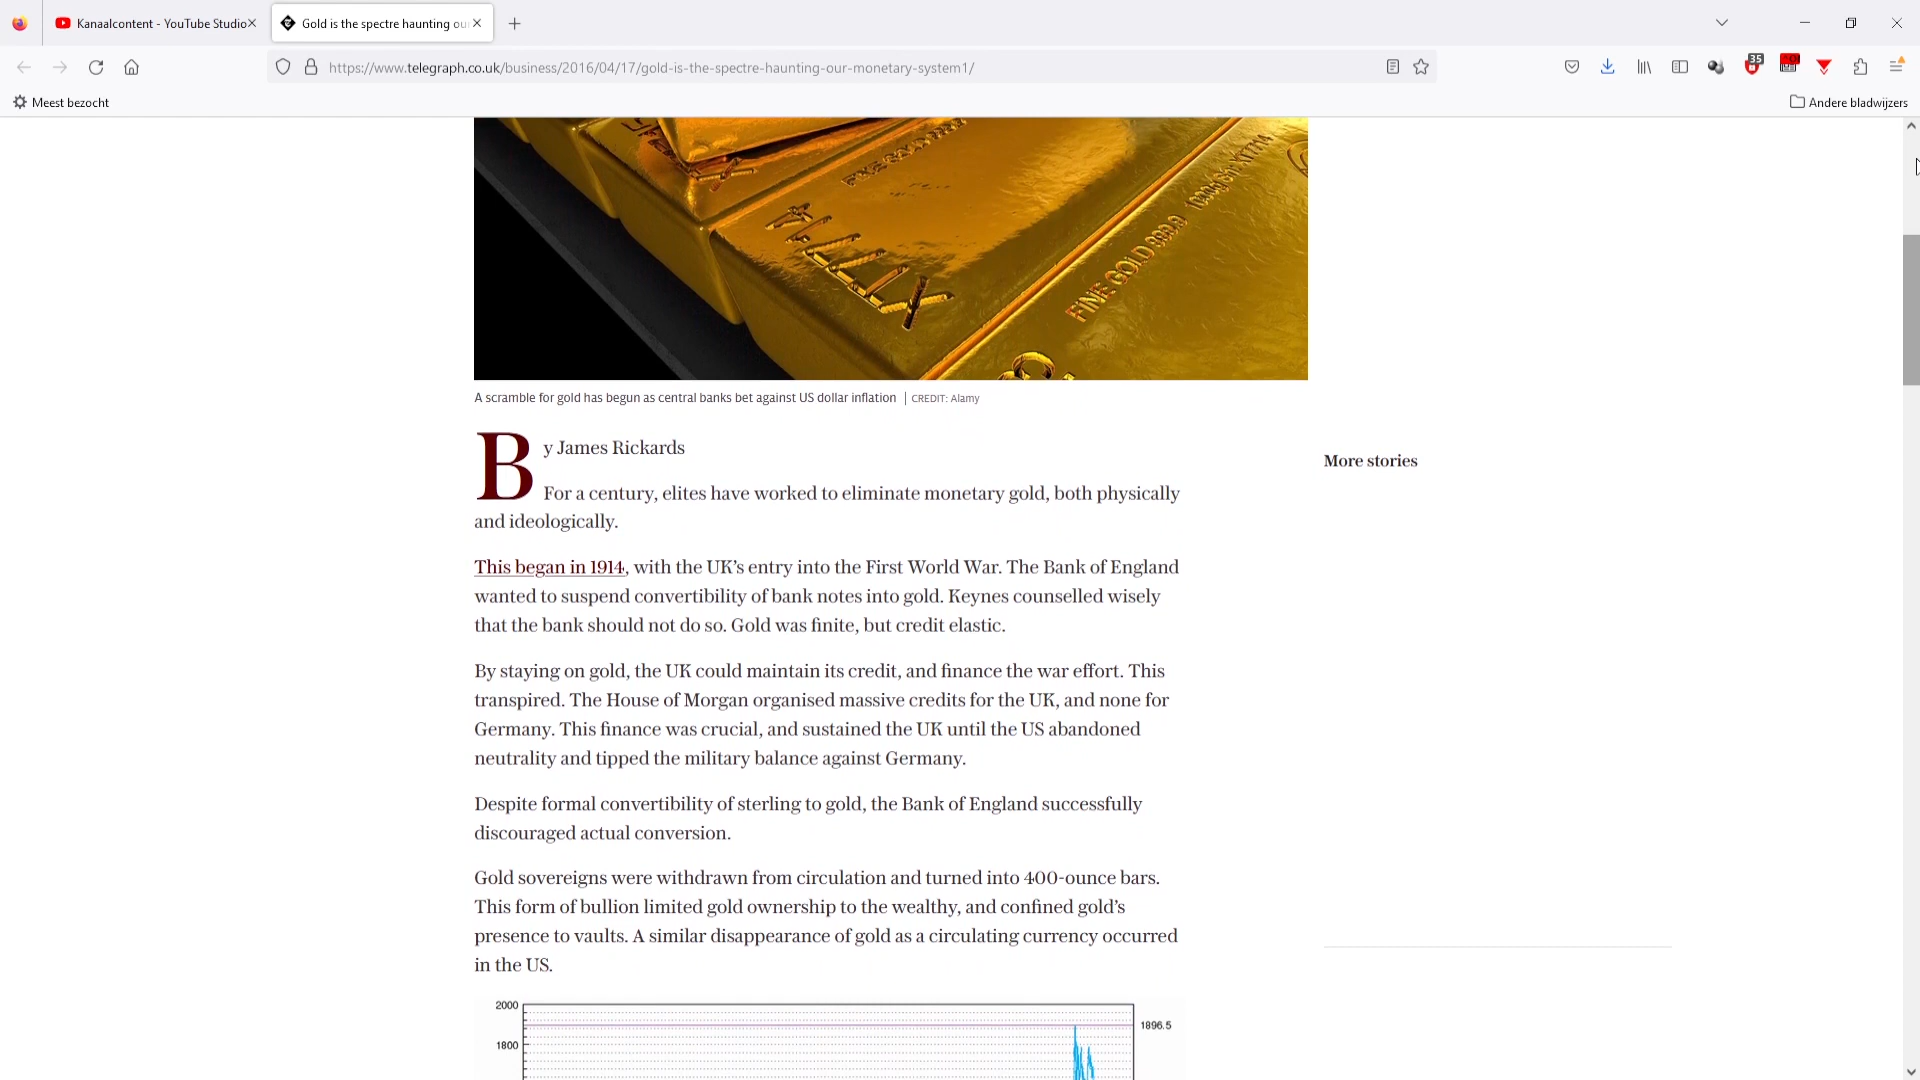 Kanaalcontent - YouTube Studio
Gold is the spectre haunting ou
https://www.telegraph.co.uk/business/2016/04/17/gold-is-the-spectre-haunting-our-monetary-system1/
35
Meest bezocht
Andere bladwijzers
FINE GOLD 999.9
FINE GOLD 999.9
A scramble for gold has begun as central banks bet against US dollar inflation | CREDIT: Alamy
By James Rickards
For a century, elites have worked to eliminate monetary gold, both physically
and ideologically.
More stories
This began in 1914, with the UK’s entry into the First World War. The Bank of England
wanted to suspend convertibility of bank notes into gold. Keynes counselled wisely
that the bank should not do so. Gold was finite, but credit elastic.
By staying on gold, the UK could maintain its credit, and finance the war effort. This
transpired. The House of Morgan organised massive credits for the UK, and none for
Germany. This finance was crucial, and sustained the UK until the US abandoned
neutrality and tipped the military balance against Germany.
Despite formal convertibility of sterling to gold, the Bank of England successfully
discouraged actual conversion.
Gold sovereigns were withdrawn from circulation and turned into 400-ounce bars.
This form of bullion limited gold ownership to the wealthy, and confined gold’s
presence to vaults. A similar disappearance of gold as a circulating currency occurred
in the US.
2000
1896.5
1800